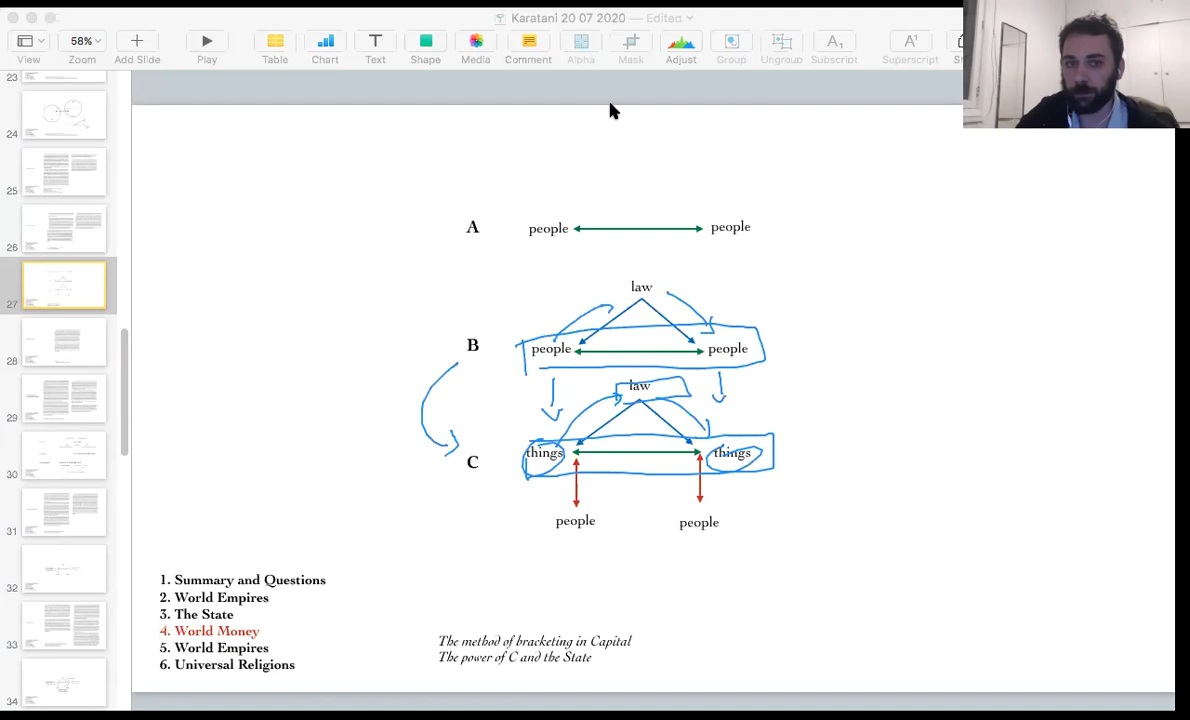 Karatani 20 07 2020 — Edited
58%
View Zoom Add Slide Play Table Chart Text Shape Media Comment Alpha Mask Adjust Group Ungroup Subscript Superscript
23
24
25
26
27
28
29
30
31
32
33
34
A people people
law
B people people
law
C things things
people people
1. Summary and Questions
2. World Empires
3. The State
4. World Money
5. World Empires
6. Universal Religions
The method of bracketing in Capital
The power of C and the State